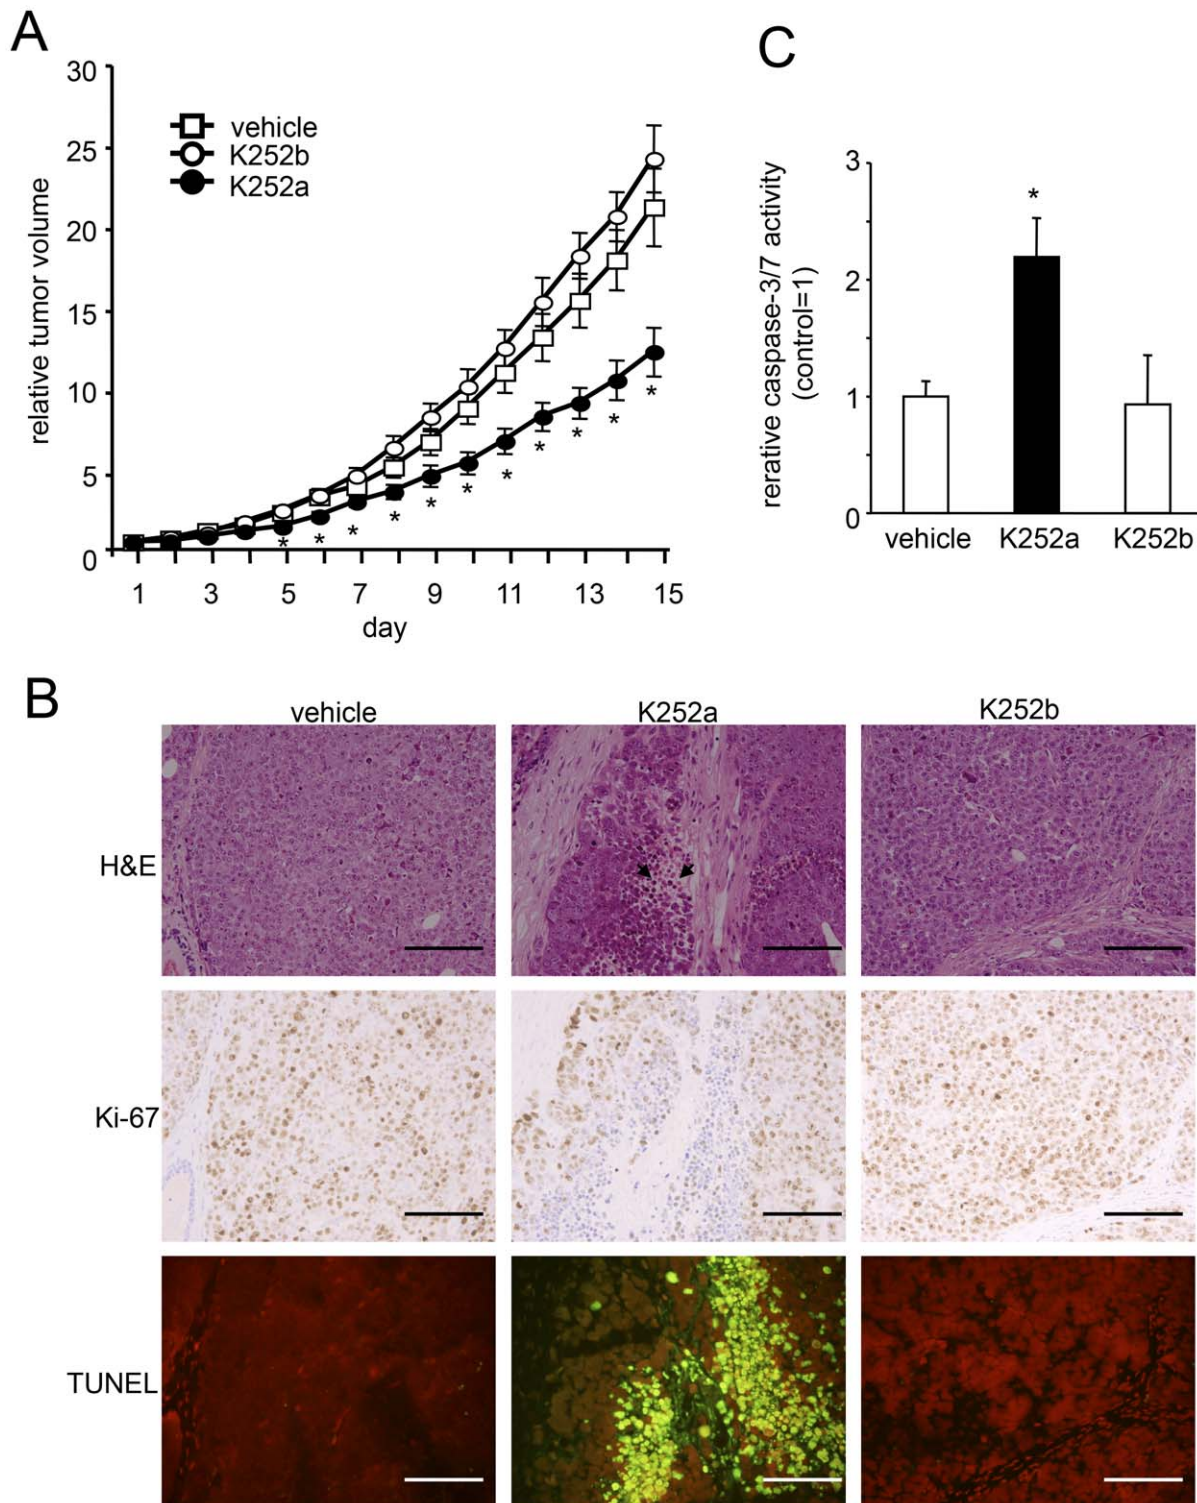 A
30
25
20
15
10
5
0
relative tumor volume
vehicle
K252b
K252a
*
*
*
*
*
*
*
*
*
*
*
1
3
5
7
9
11
13
15
day
C
3
2
1
0
rerative caspase-3/7 activity
(control=1)
*
vehicle
K252a
K252b
B
vehicle
K252a
K252b
H&E
Ki-67
TUNEL